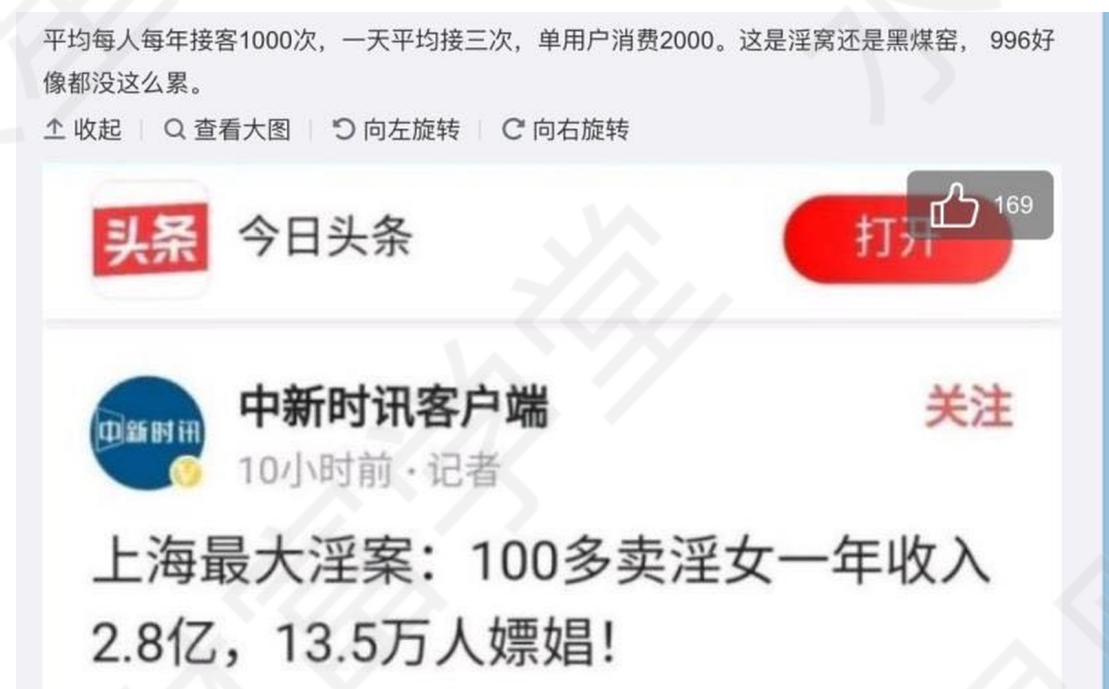 平均每人每年接客1000次，一天平均接三次，单用户消费2000。这是淫窝还是黑煤窑， 996好
像都没这么累。
收起 查看大图 向左旋转 向右旋转
头条 今日头条 打开 169
中新时讯 中新时讯客户端 关注
10小时前 · 记者
上海最大淫案：100多卖淫女一年收入
2.8亿，13.5万人嫖娼！